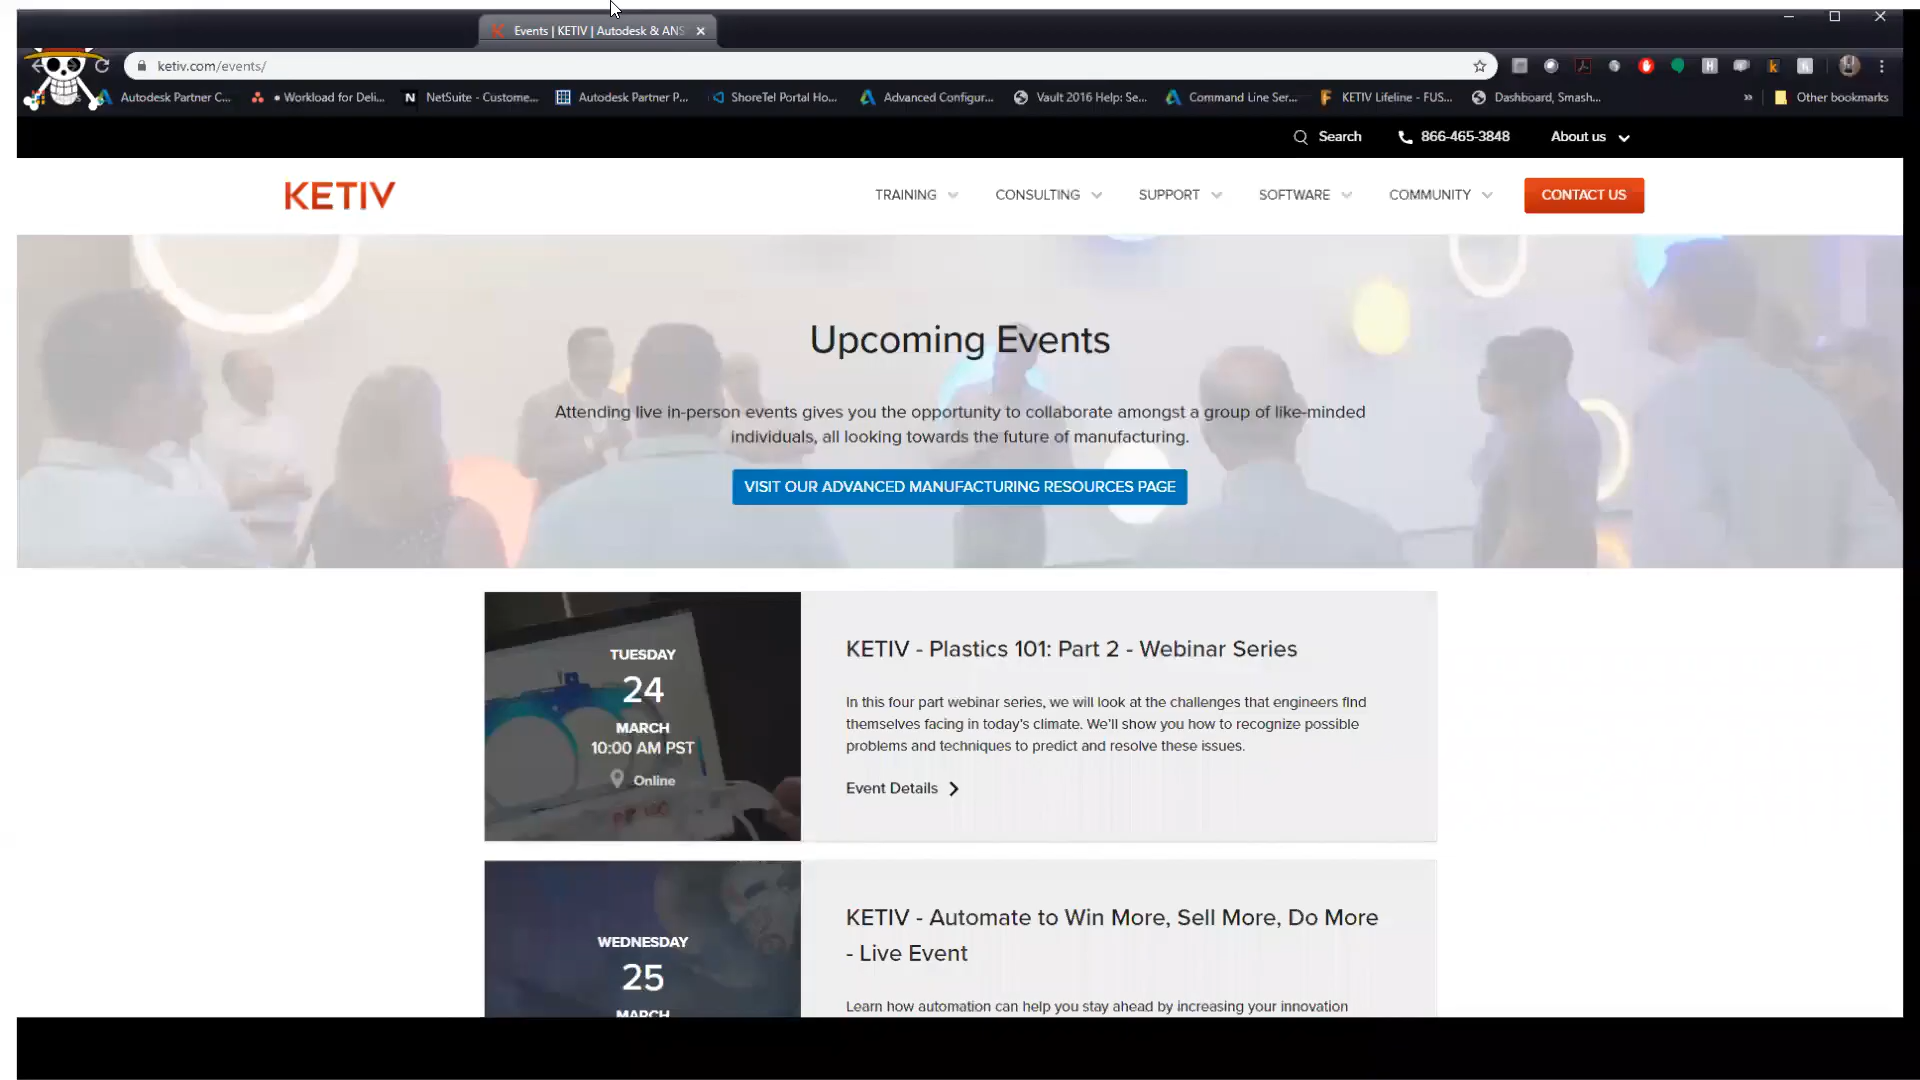 Events | KETIV | Autodesk & ANS
ketiv.com/events/
Autodesk Partner C...
• Workload for Deli...
NetSuite - Custome...
Autodesk Partner P...
ShoreTel Portal Ho...
Advanced Configur...
Vault 2016 Help: Se...
Command Line Ser...
KETIV Lifeline - FUS...
Dashboard, Smash...
»
Other bookmarks
Search
866-465-3848
About us
KETIV
TRAINING
CONSULTING
SUPPORT
SOFTWARE
COMMUNITY
CONTACT US
Upcoming Events
Attending live in-person events gives you the opportunity to collaborate amongst a group of like-minded
individuals, all looking towards the future of manufacturing.
VISIT OUR ADVANCED MANUFACTURING RESOURCES PAGE
TUESDAY
24
MARCH
10:00 AM PST
Online
KETIV - Plastics 101: Part 2 - Webinar Series
In this four part webinar series, we will look at the challenges that engineers find
themselves facing in today's climate. We'll show you how to recognize possible
problems and techniques to predict and resolve these issues.
Event Details
WEDNESDAY
25
MARCH
KETIV - Automate to Win More, Sell More, Do More
- Live Event
Learn how automation can help you stay ahead by increasing your innovation